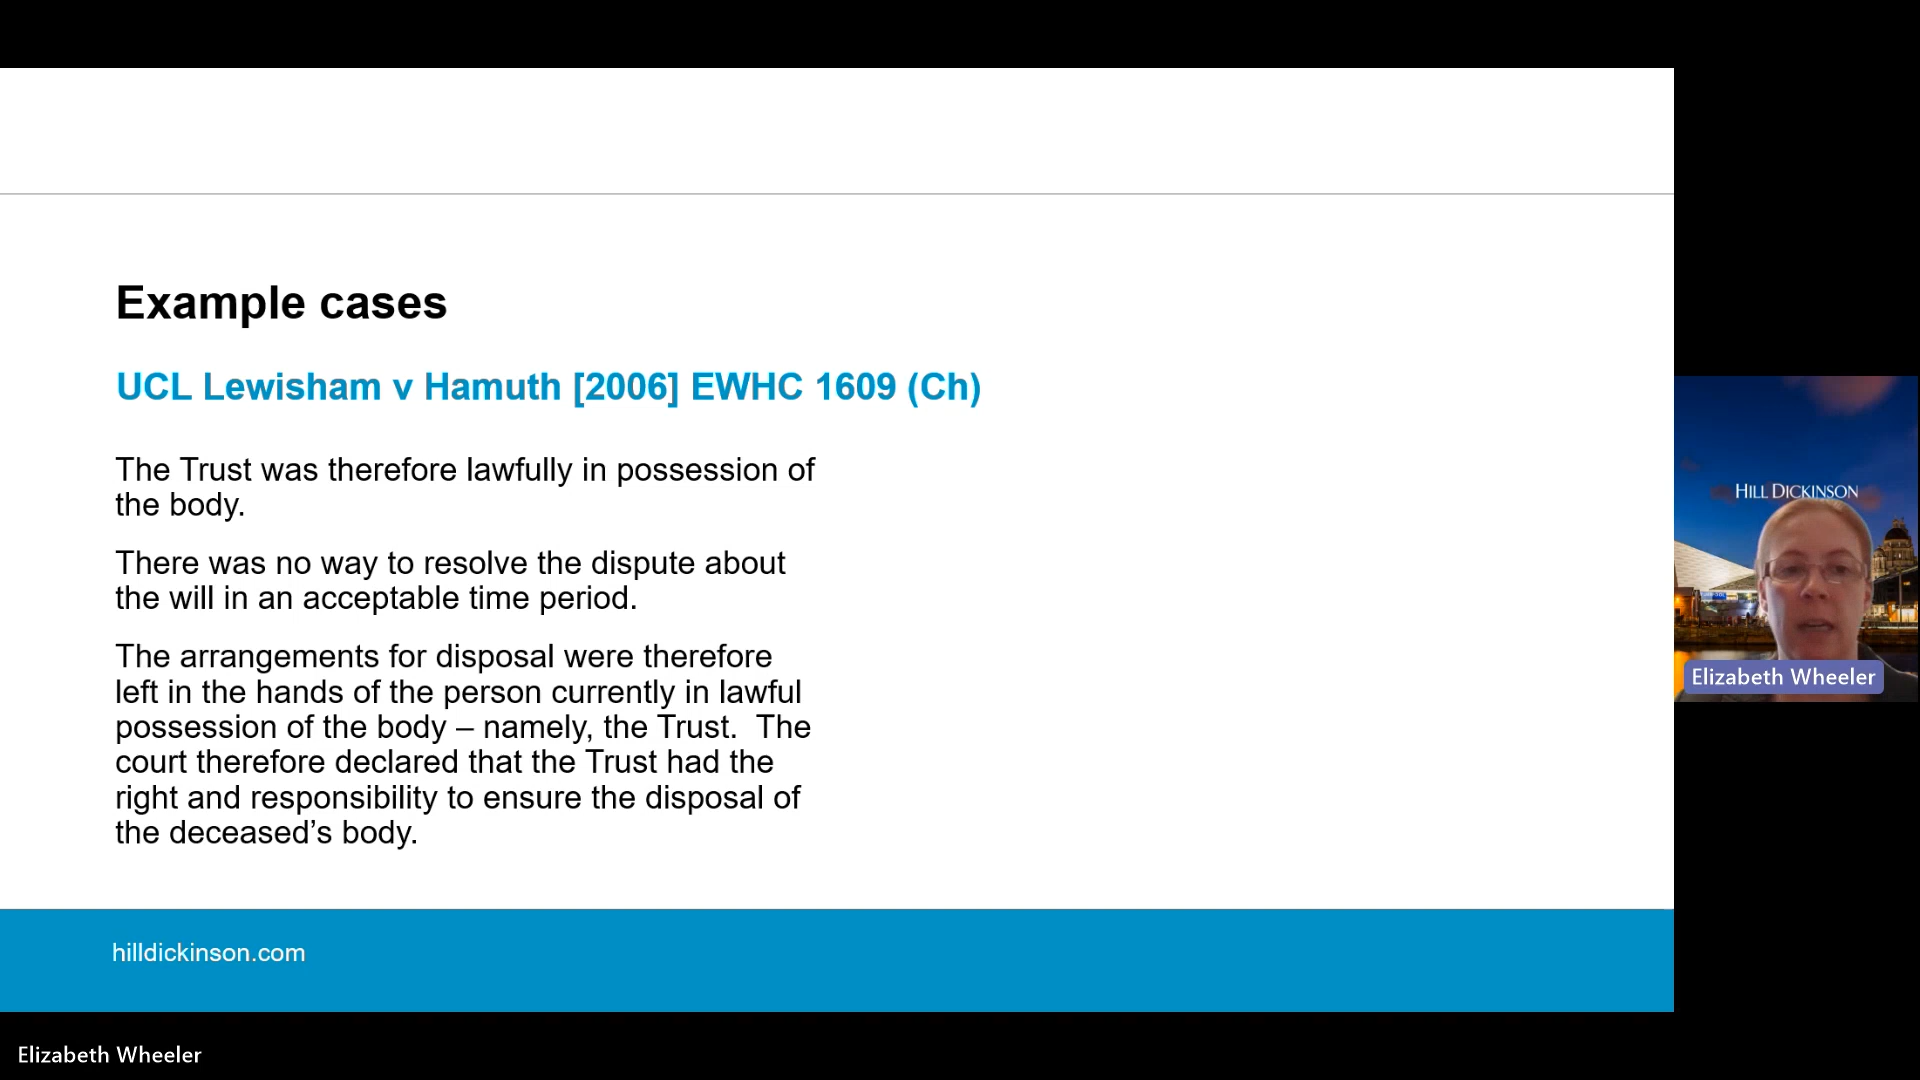 Example cases
UCL Lewisham v Hamuth [2006] EWHC 1609 (Ch)
The Trust was therefore lawfully in possession of
the body.
There was no way to resolve the dispute about
the will in an acceptable time period.
The arrangements for disposal were therefore
left in the hands of the person currently in lawful
possession of the body – namely, the Trust.  The
court therefore declared that the Trust had the
right and responsibility to ensure the disposal of
the deceased’s body.
hilldickinson.com
HILL DICKINSON
Elizabeth Wheeler
Elizabeth Wheeler